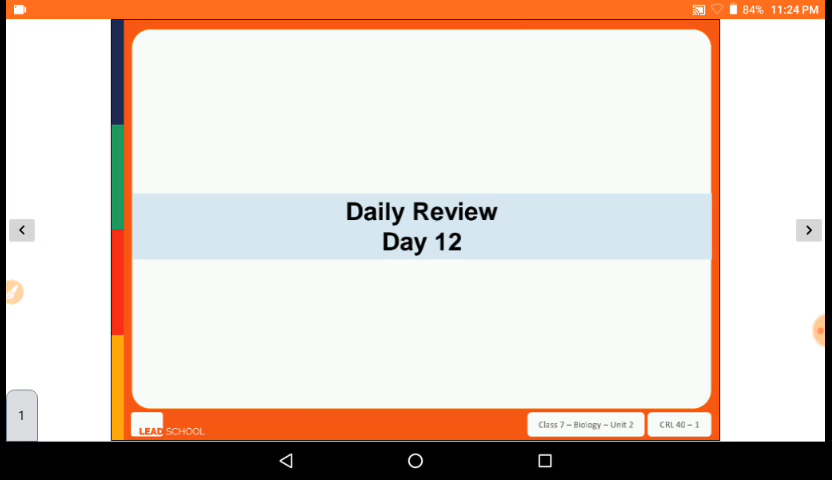 84% 11:24 PM
Daily Review
Day 12
1
LEAD SCHOOL
Class 7 – Biology – Unit 2
CRL 40 – 1